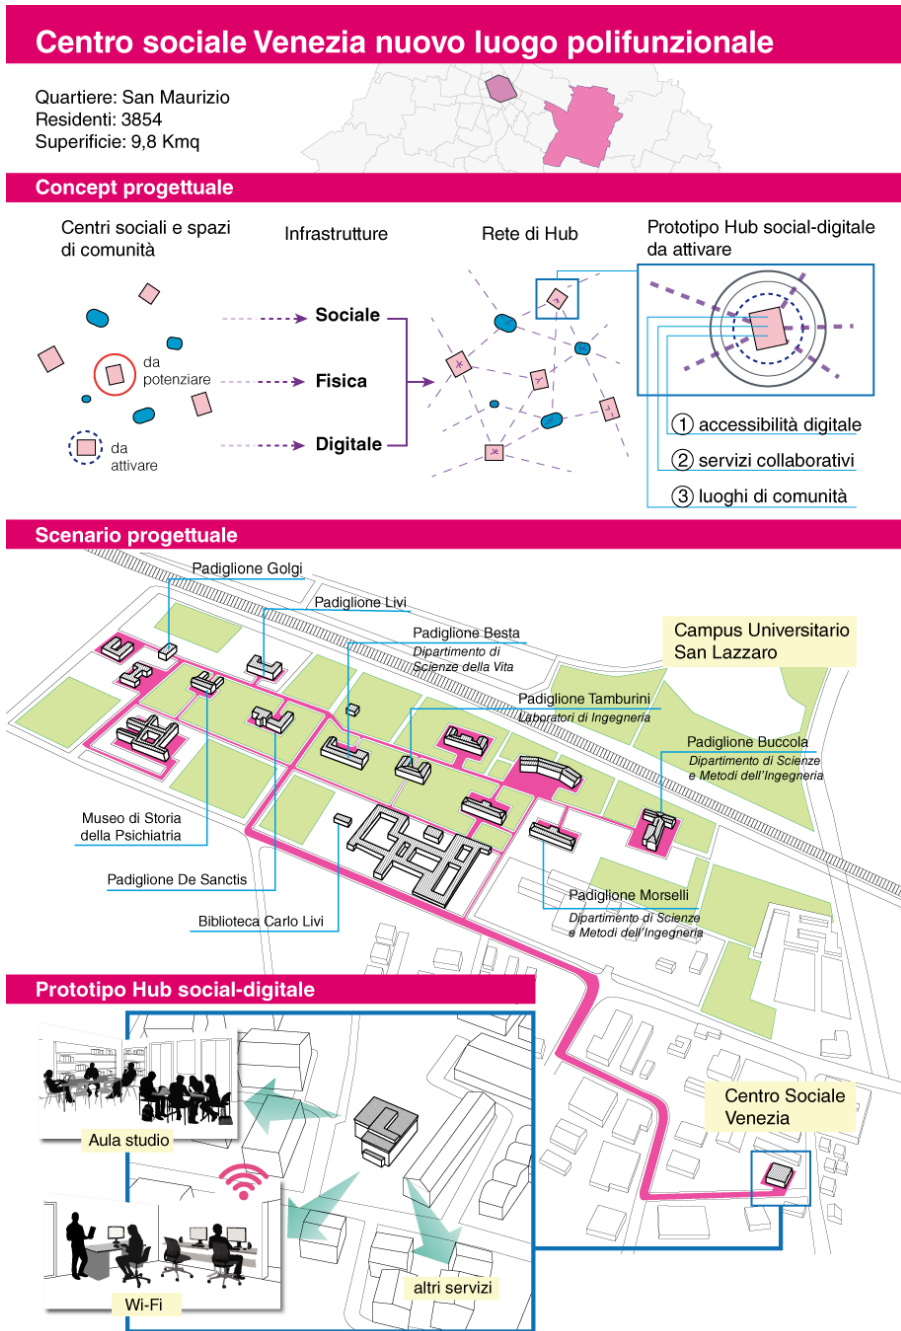 Centro sociale Venezia nuovo luogo polifunzionale
Quartiere: San Maurizio
Residenti: 3854
Superificie: 9,8 Kmq
Concept progettuale
Centri sociali e spazi
di comunità
Infrastrutture
Rete di Hub
Prototipo Hub social-digitale
da attivare
Sociale
Fisica
Digitale
da
potenziare
da
attivare
1 accessibilità digitale
2 servizi collaborativi
3 luoghi di comunità
Scenario progettuale
Padiglione Golgi
Padiglione Livi
Padiglione Besta
Dipartimento di
Scienze della Vita
Campus Universitario
San Lazzaro
Padiglione Tamburini
Laboratori di Ingegneria
Padiglione Buccola
Dipartimento di Scienze
e Metodi dell'Ingegneria
Museo di Storia
della Psichiatria
Padiglione De Sanctis
Biblioteca Carlo Livi
Padiglione Morselli
Dipartimento di Scienze
e Metodi dell'Ingegneria
Prototipo Hub social-digitale
Centro Sociale
Venezia
Aula studio
Wi-Fi
altri servizi